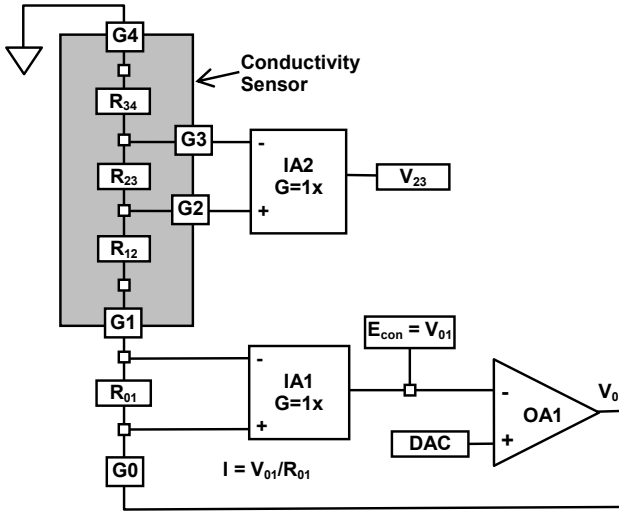 G4
Conductivity
Sensor
R34
G3
-
IA2
G=1x
V23
R23
G2
+
R12
G1
Econ = V01
-
IA1
G=1x
-
V0
R01
OA1
+
DAC
+
G0
I = V01/R01